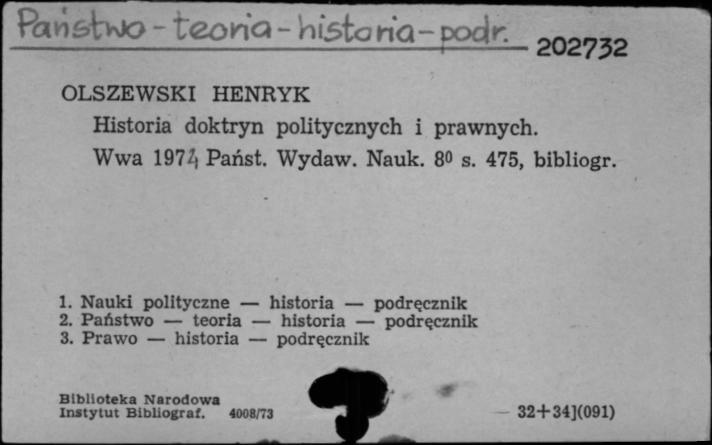 Państwo - teoria - historia - podr.
202732
OLSZEWSKI HENRYK
Historia doktryn politycznych i prawnych.
Wwa 1974 Państ. Wydaw. Nauk. 8⁰ s. 475, bibliogr.
1. Nauki polityczne — historia — podręcznik
2. Państwo — teoria — historia — podręcznik
3. Prawo — historia — podręcznik
Biblioteka Narodowa
Instytut Bibliograf. 4008/73
32+34](091)